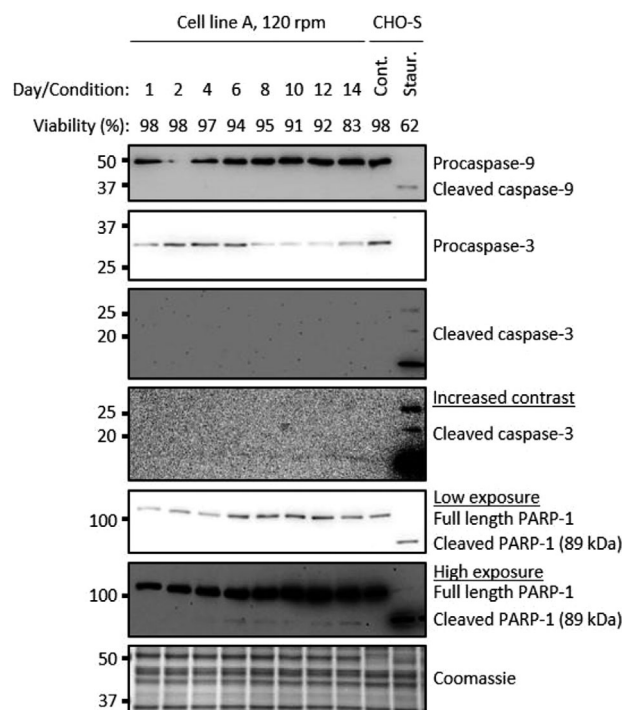 Cell line A, 120 rpm CHO-S
Day/Condition: 1 2 4 6 8 10 12 14 Cont. Staur.
Viability (%): 98 98 97 94 95 91 92 83 98 62
50 Procaspase-9
37 Cleaved caspase-9
37
Procaspase-3
25
25
20 Cleaved caspase-3
Increased contrast
25
20 Cleaved caspase-3
Low exposure
100 Full length PARP-1
Cleaved PARP-1 (89 kDa)
High exposure
100 Full length PARP-1
Cleaved PARP-1 (89 kDa)
50
Coomassie
37